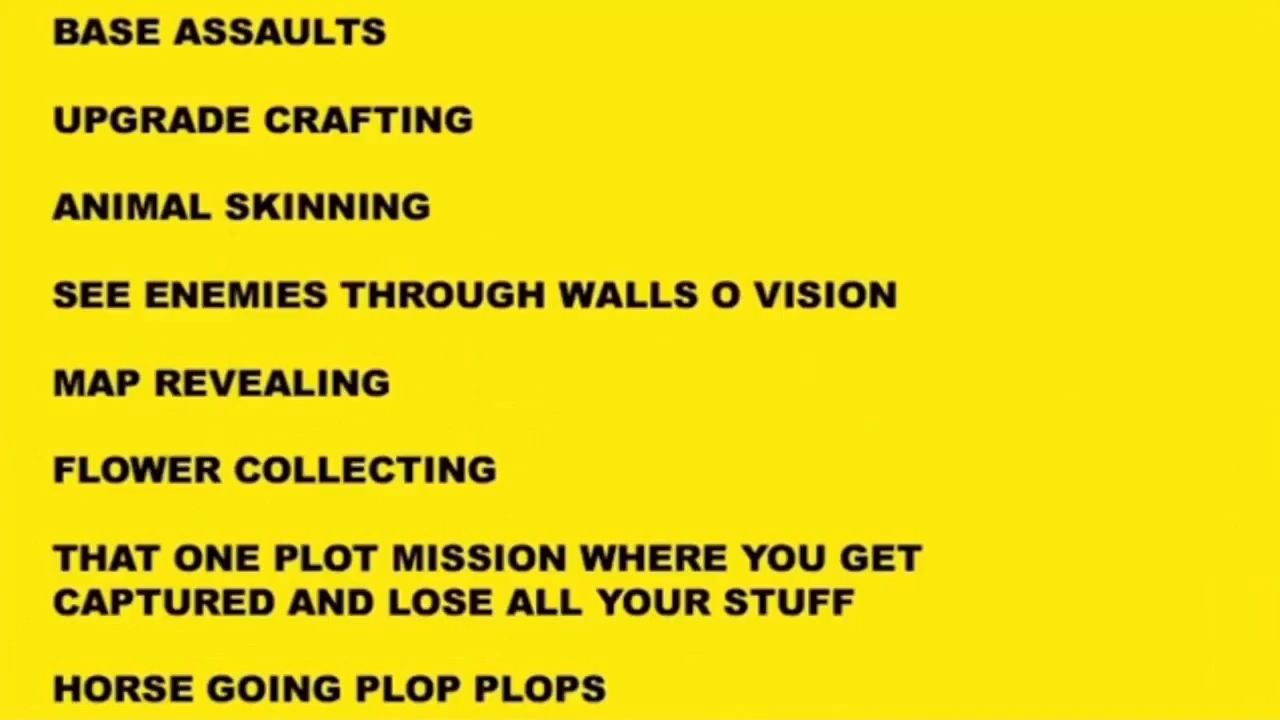 BASE ASSAULTS
UPGRADE CRAFTING
ANIMAL SKINNING
SEE ENEMIES THROUGH WALLS O VISION
MAP REVEALING
FLOWER COLLECTING
THAT ONE PLOT MISSION WHERE YOU GET
CAPTURED AND LOSE ALL YOUR STUFF
HORSE GOING PLOP PLOPS